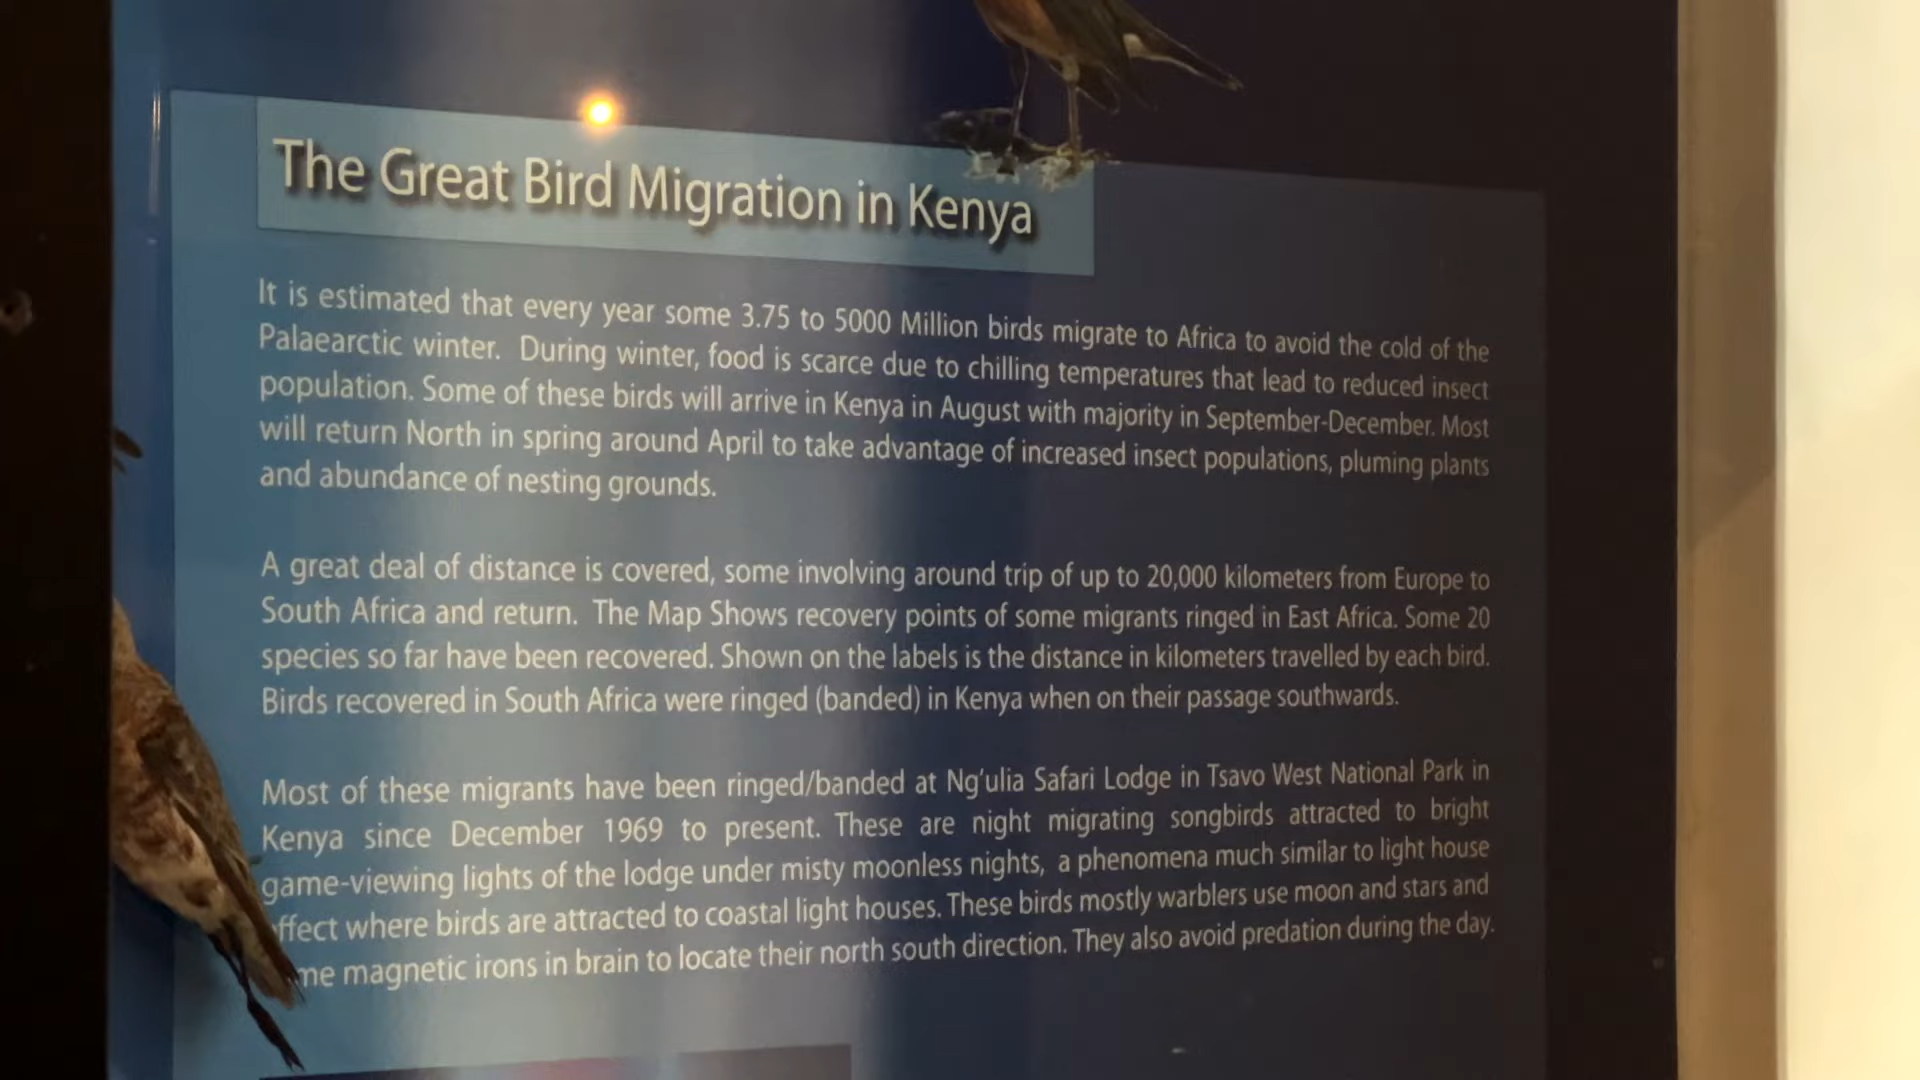 The Great Bird Migration in Kenya
It is estimated that every year some 3.75 to 5000 Million birds migrate to Africa to avoid the cold of the
Palaearctic winter. During winter, food is scarce due to chilling temperatures that lead to reduced insect
population. Some of these birds will arrive in Kenya in August with majority in September-December. Most
will return North in spring around April to take advantage of increased insect populations, pluming plants
and abundance of nesting grounds.
A great deal of distance is covered, some involving around trip of up to 20,000 kilometers from Europe to
South Africa and return. The Map Shows recovery points of some migrants ringed in East Africa. Some 20
species so far have been recovered. Shown on the labels is the distance in kilometers travelled by each bird.
Birds recovered in South Africa were ringed (banded) in Kenya when on their passage southwards.
Most of these migrants have been ringed/banded at Ng'ulia Safari Lodge in Tsavo West National Park in
Kenya since December 1969 to present. These are night migrating songbirds attracted to bright
game-viewing lights of the lodge under misty moonless nights, a phenomena much similar to light house
where birds are attracted to coastal light houses. These birds mostly warblers use moon and stars and
magnetic irons in brain to locate their north south direction. They also avoid predation during the day.